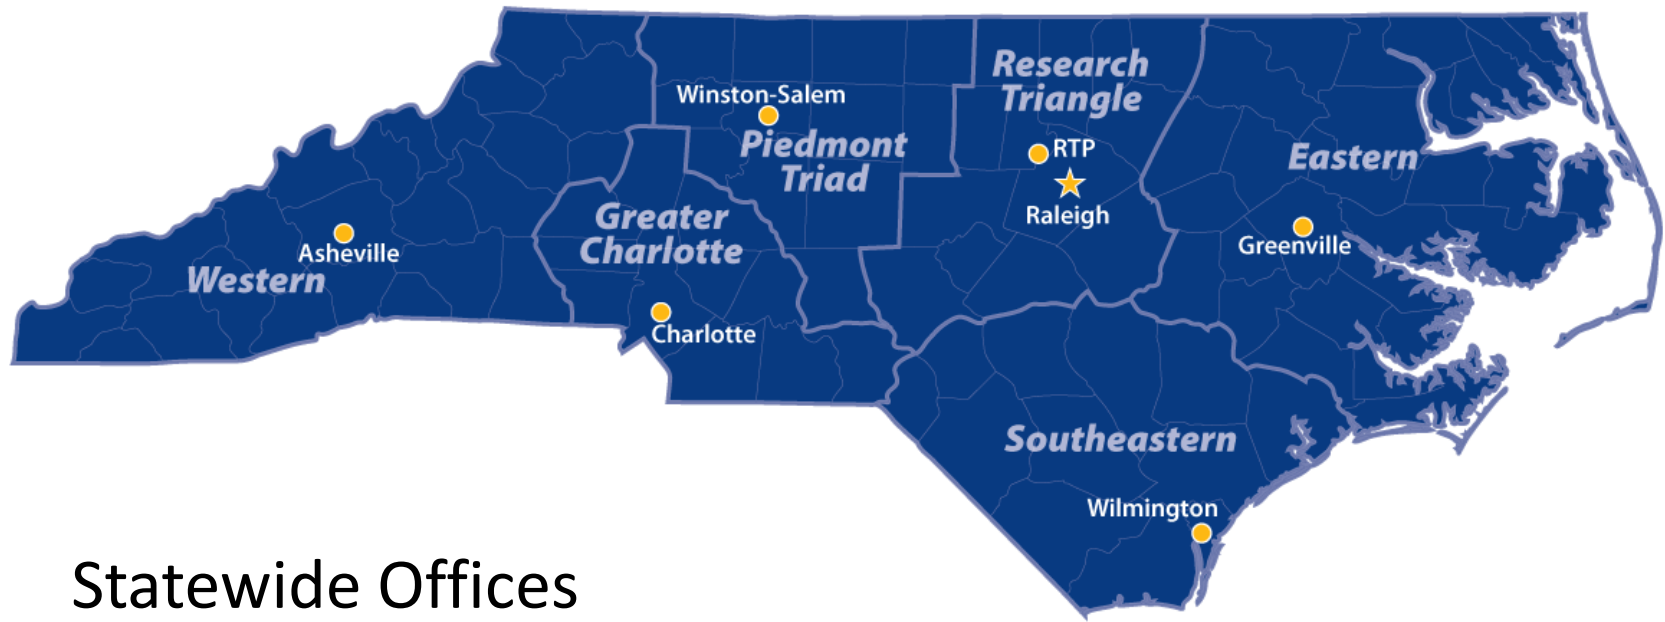 Research
Triangle
Winston-Salem
Piedmont
Triad
RTP
Eastern
Raleigh
Greater
Charlotte
Greenville
Asheville
Western
Charlotte
Southeastern
Wilmington
Statewide Offices